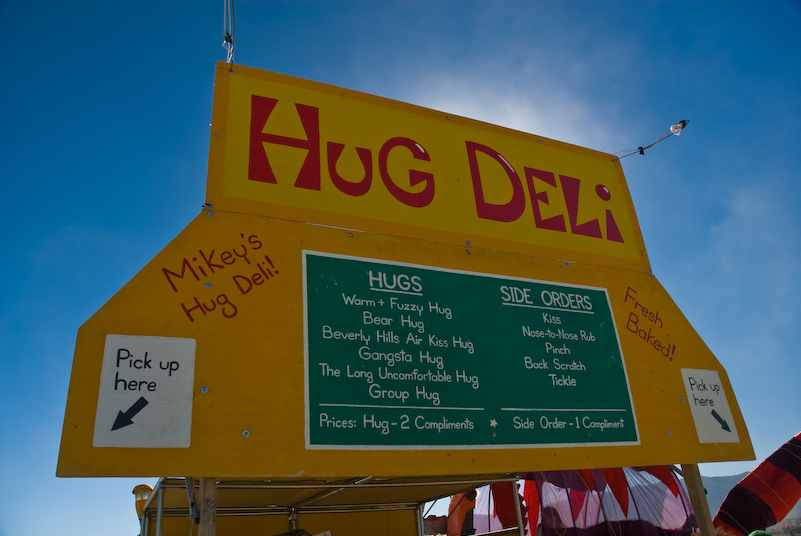 HUG DELi
Mikey's
Hug Deli!
Pick up
here
HUGS
Warm + Fuzzy Hug
Bear Hug
Beverly Hills Air Kiss Hug
Gangsta Hug
The Long Uncomfortable Hug
Group Hug
Prices: Hug - 2 Compliments
SIDE ORDERS
Kiss
Nose-to-Nose Rub
Pinch
Back Scratch
Tickle
Side Order - 1 Compliment
Fresh
Baked!
Pick up
here